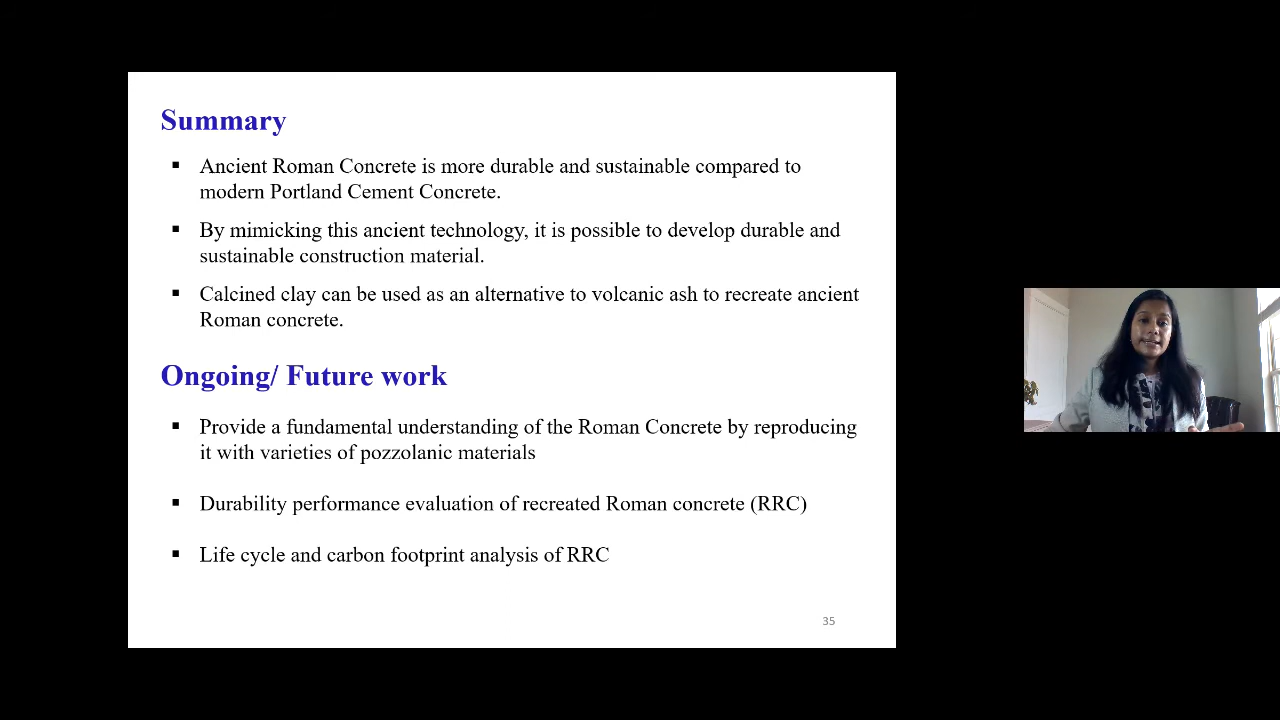 Summary
▪ Ancient Roman Concrete is more durable and sustainable compared to
modern Portland Cement Concrete.
▪ By mimicking this ancient technology, it is possible to develop durable and
sustainable construction material.
▪ Calcined clay can be used as an alternative to volcanic ash to recreate ancient
Roman concrete.
Ongoing/ Future work
▪ Provide a fundamental understanding of the Roman Concrete by reproducing
it with varieties of pozzolanic materials
▪ Durability performance evaluation of recreated Roman concrete (RRC)
▪ Life cycle and carbon footprint analysis of RRC
35